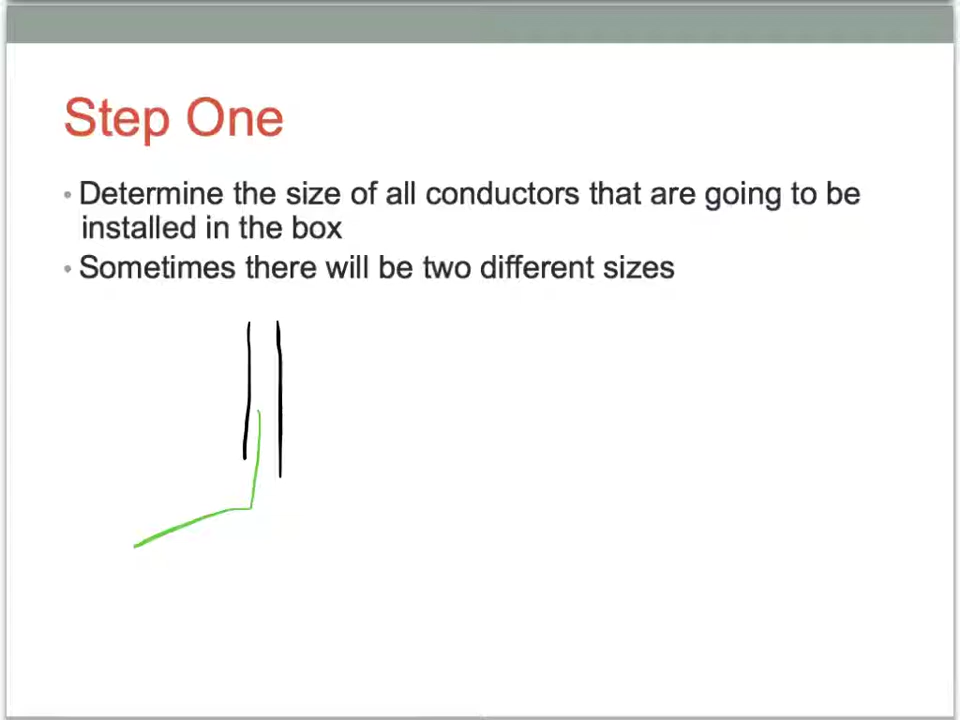 Step One
• Determine the size of all conductors that are going to be
installed in the box
• Sometimes there will be two different sizes